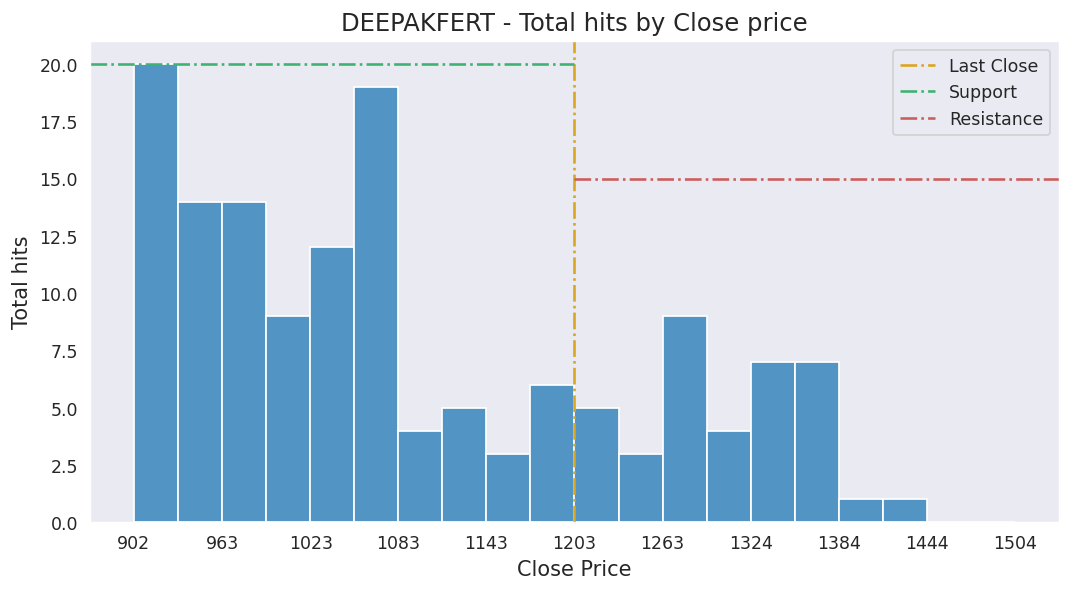 DEEPAKFERT - Total hits by Close price
Last Close
Support
Resistance
Total hits
20.0
17.5
15.0
12.5
10.0
7.5
5.0
2.5
0.0
902 963 1023 1083 1143 1203 1263 1324 1384 1444 1504
Close Price